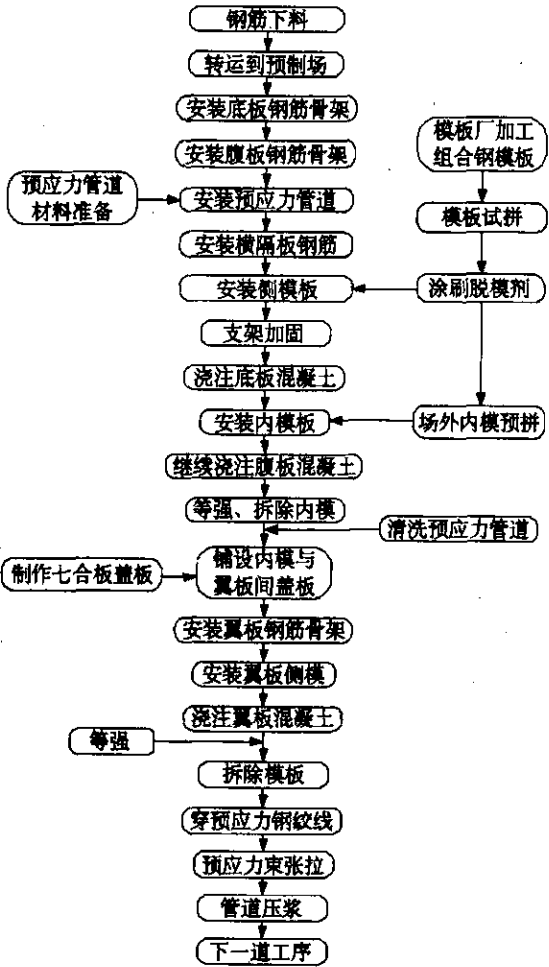 钢筋下料
转运到预制场
安装底板钢筋骨架
模板厂加工
组合钢模板
安装腹板钢筋骨架
预应力管道
材料准备
安装预应力管道
模板试拼
安装横隔板钢筋
安装侧模板
涂刷脱模剂
支架加固
浇注底板混凝土
安装内模板
场外内模预拼
继续浇注腹板混凝土
等强、拆除内模
清洗预应力管道
制作七合板盖板
铺设内模与
翼板间盖板
安装翼板钢筋骨架
安装翼板侧模
浇注翼板混凝土
等强
拆除模板
穿预应力钢绞线
预应力束张拉
管道压浆
下一道工序